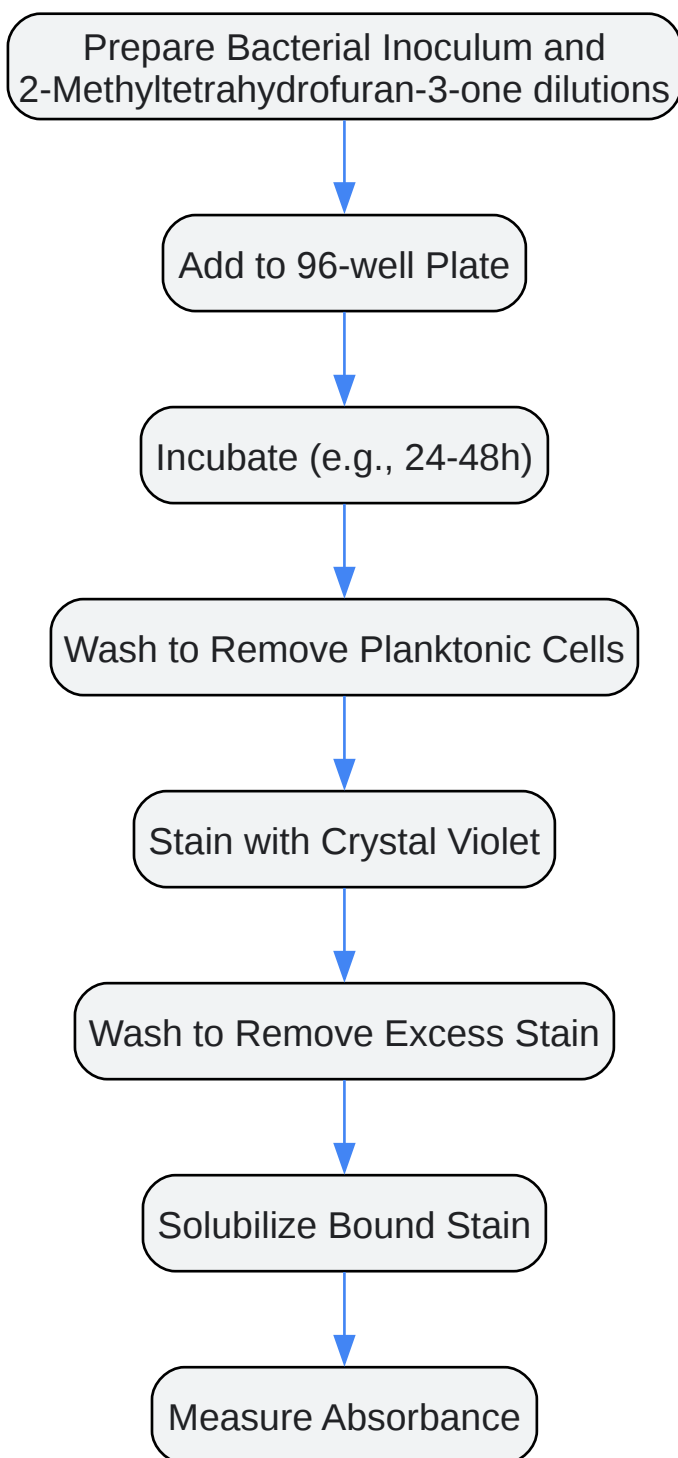 Prepare Bacterial Inoculum and
2-Methyltetrahydrofuran-3-one dilutions
Add to 96-well Plate
Incubate (e.g., 24-48h)
Wash to Remove Planktonic Cells
Stain with Crystal Violet
Wash to Remove Excess Stain
Solubilize Bound Stain
Measure Absorbance